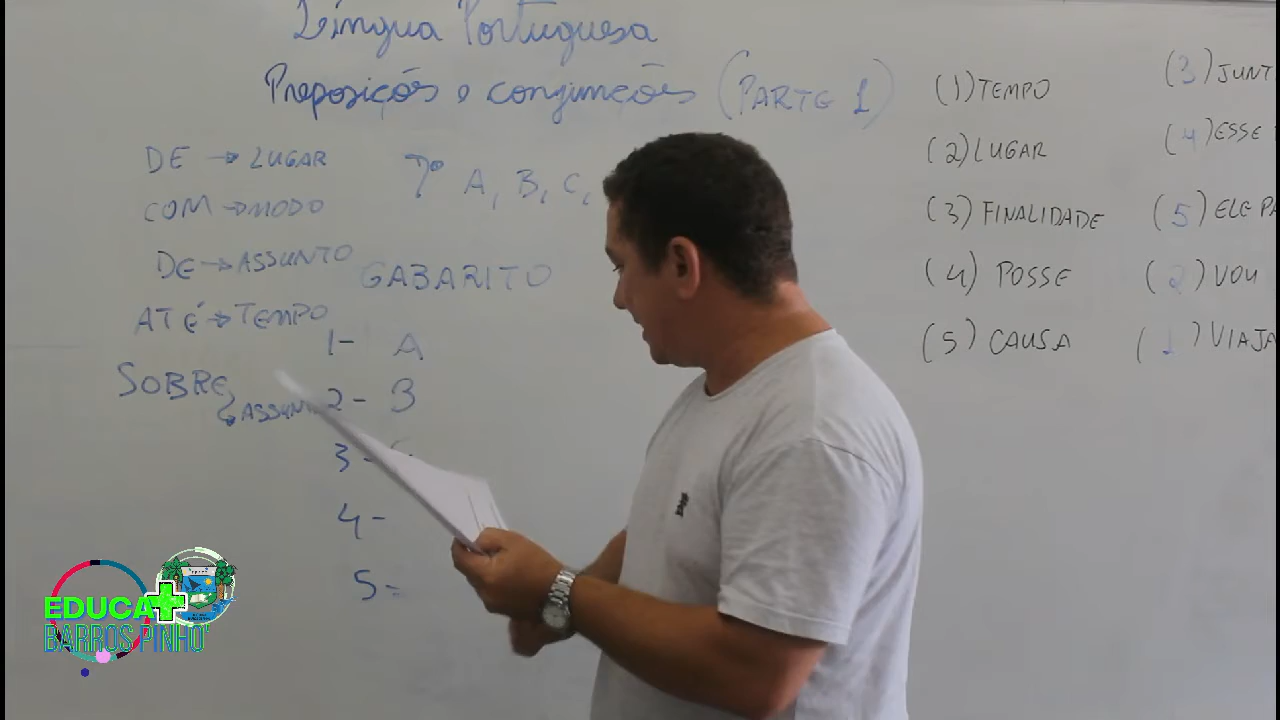 Língua Portuguesa
Preposições e conjunções (PARTE 1)
7º A, B, C,
DE → LUGAR
COM → MODO
DE → ASSUNTO
ATÉ → TEMPO
SOBRE
GABARITO
1- A
2- B
3-
4-
5-
(1) TEMPO
(2) LUGAR
(3) FINALIDADE
(4) POSSE
(5) CAUSA
(3) JUNT
(4) ESSE
(5) ELE PA
(2) VOU
(1) VIAJA
EDUCA+
BARROS PINHO